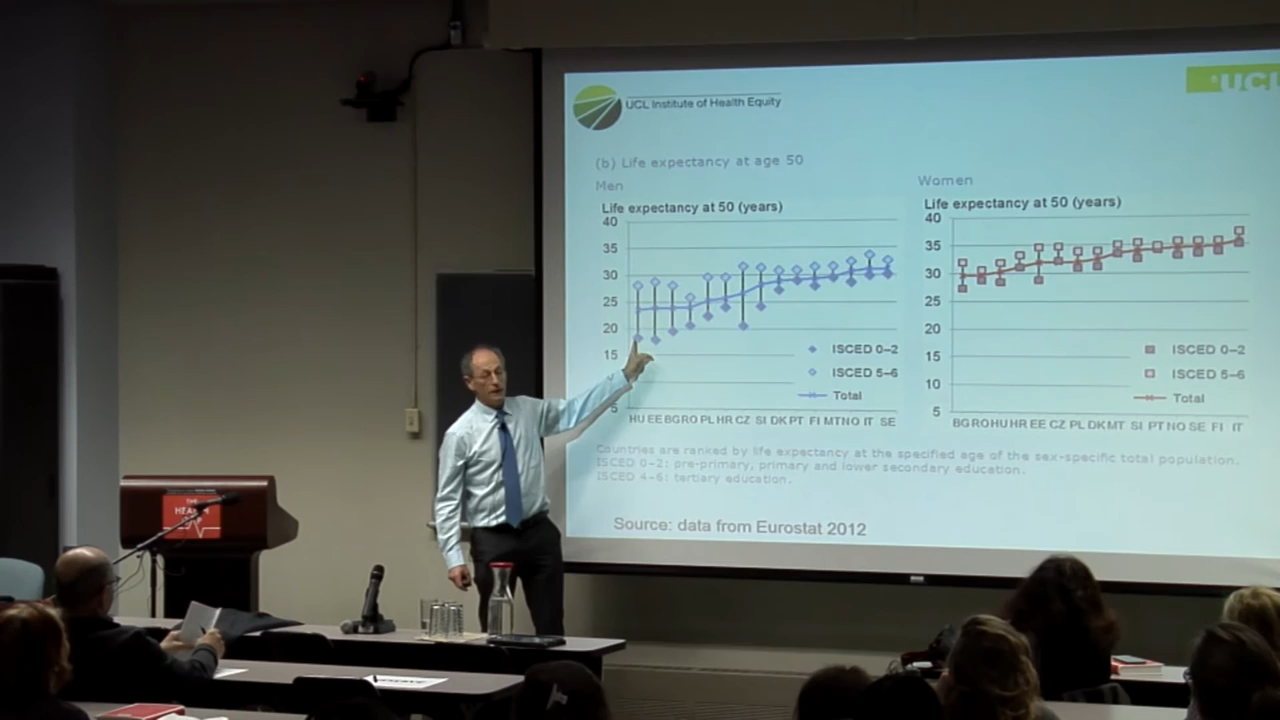 UCL Institute of Health Equity
UCL
(b) Life expectancy at age 50
Men
Women
Life expectancy at 50 (years)
40
35
30
25
20
15
5
ISCED 0–2
ISCED 5–6
Total
HU EE BG RO PL HR CZ SI DK PT FI MT NO IT SE
Life expectancy at 50 (years)
40
35
30
25
20
15
10
5
ISCED 0–2
ISCED 5–6
Total
BG RO HU HR EE CZ PL DK MT SI PT NO SE FI IT
Countries are ranked by life expectancy at the specified age of the sex-specific total population.
ISCED 0–2: pre-primary, primary and lower secondary education.
ISCED 4–6: tertiary education.
Source: data from Eurostat 2012
THE